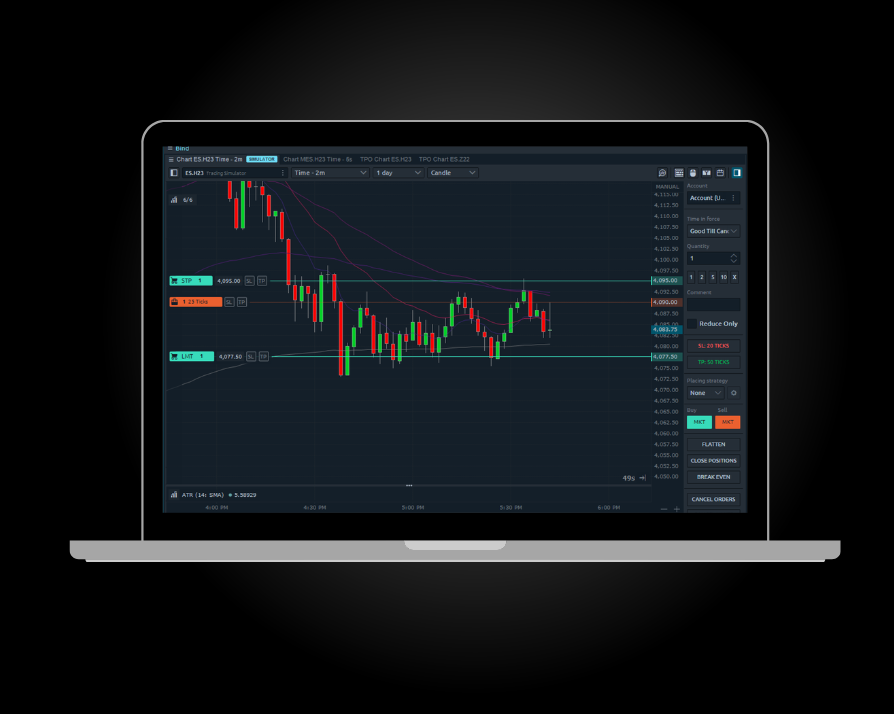 Bind
Chart ES.H23 Time - 2m SIMULATOR Chart MES.H23 Time - 8s TPO Chart ES.H23 TPO Chart ES.Z22
ES.H23 Trading Simulator Time - 2m 1 day Candle
6/6
STP 1 4,095.00 SL TP
1 13 Ticks SL TP
LMT 1 4,077.50 SL TP
MANUAL
4,115.00
4,112.50
4,110.00
4,107.50
4,105.00
4,102.50
4,100.00
4,097.50
4,095.00
4,092.50
4,090.00
4,087.50
4,085.00
4,083.75
4,082.50
4,080.00
4,077.50
4,075.00
4,072.50
4,070.00
4,067.50
4,065.00
4,062.50
4,060.00
4,057.50
4,055.00
4,052.50
4,050.00
49s
ATR (14: SMA) 3.58929
4:00 PM 4:30 PM 5:00 PM 5:30 PM 6:00 PM
Account
Account (U...
Time in force
Good Till Canc
Quantity
1
1 2 5 10 X
Comment
Reduce Only
SL: 20 TICKS
TP: 50 TICKS
Placing strategy
None
Buy Sell
MKT MKT
FLATTEN
CLOSE POSITIONS
BREAK EVEN
CANCEL ORDERS